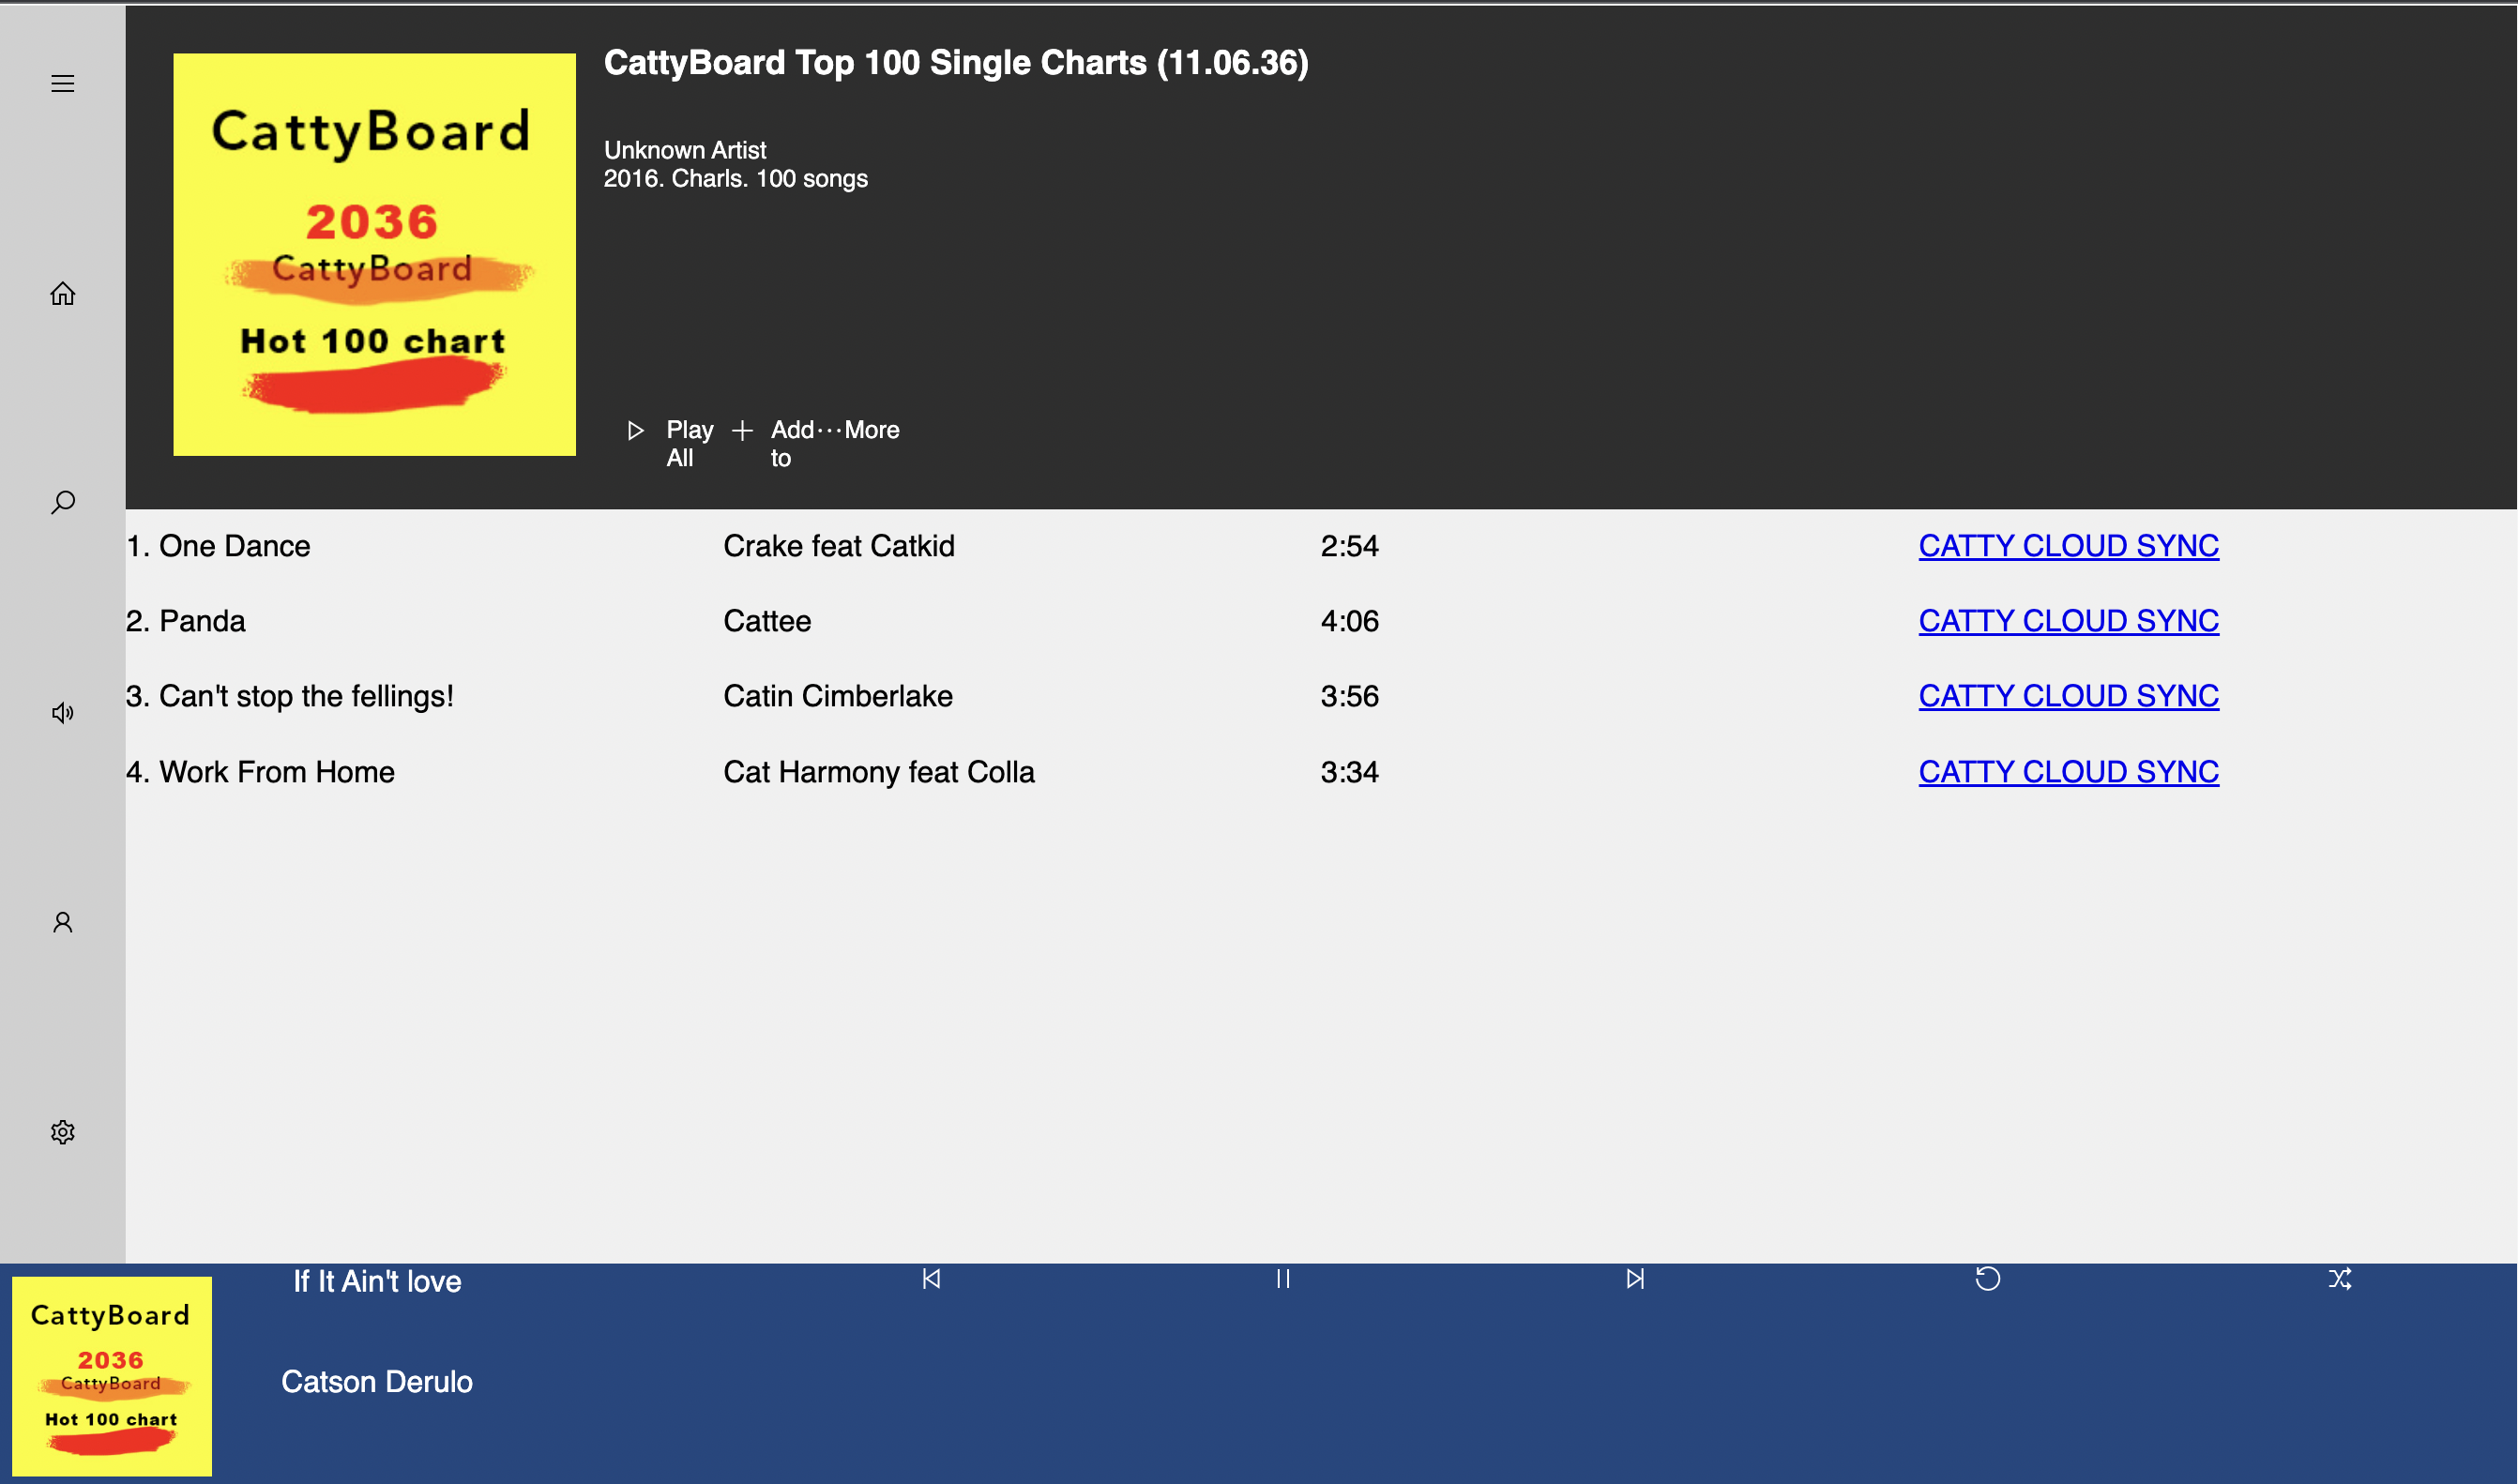 CattyBoard Top 100 Single Charts (11.06.36)
CattyBoard
2036
CattyBoard
Hot 100 chart
Unknown Artist
2016. Charls. 100 songs
Play All
Add to
More
1. One Dance Crake feat Catkid 2:54 CATTY CLOUD SYNC
2. Panda Cattee 4:06 CATTY CLOUD SYNC
3. Can't stop the fellings! Catin Cimberlake 3:56 CATTY CLOUD SYNC
4. Work From Home Cat Harmony feat Colla 3:34 CATTY CLOUD SYNC
CattyBoard
2036
CattyBoard
Hot 100 chart
If It Ain't love
Catson Derulo